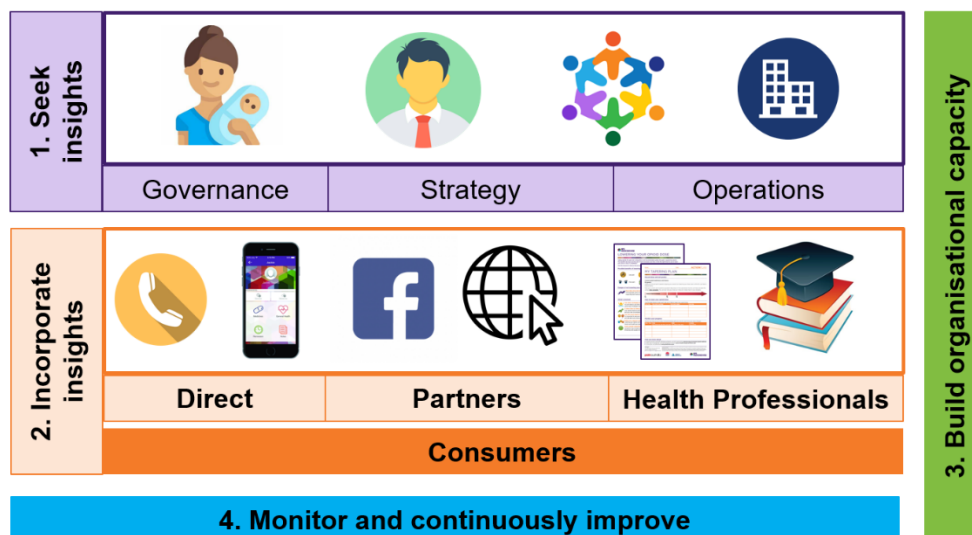 1. Seek
insights
Governance
Strategy
Operations
2. Incorporate
insights
Direct
Partners
Health Professionals
Consumers
3. Build organisational capacity
4. Monitor and continuously improve